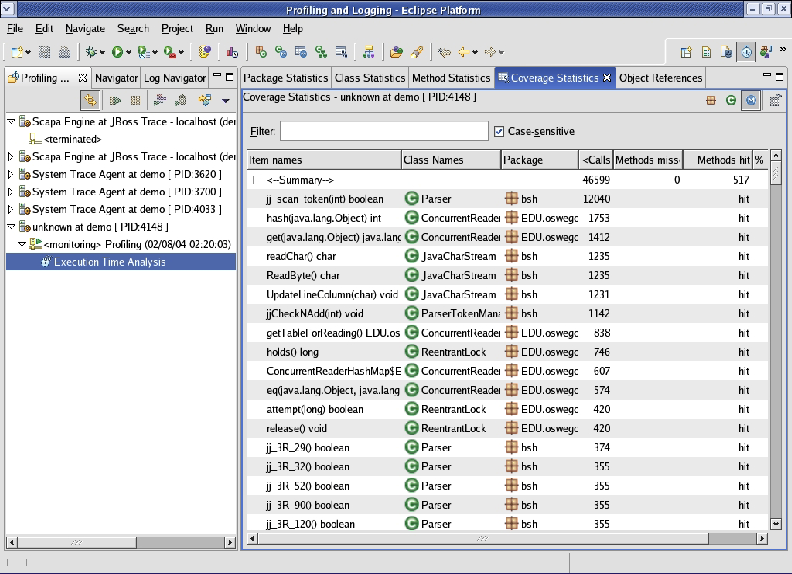 Profiling and Logging - Eclipse Platform
File Edit Navigate Search Project Run Window Help
Profiling ... Navigator Log Navigator
Package Statistics Class Statistics Method Statistics Coverage Statistics Object References
Coverage Statistics - unknown at demo [ PID:4148 ]
Scapa Engine at JBoss Trace - localhost (der
<terminated>
Scapa Engine at JBoss Trace - localhost (der
System Trace Agent at demo [ PID:3620 ]
System Trace Agent at demo [ PID:3700 ]
System Trace Agent at demo [ PID:4033 ]
unknown at demo [ PID:4148 ]
<monitoring> Profiling (02/08/04 02:20:03)
Execution Time Analysis
Filter: Case-sensitive
Item names Class Names Package <Calls Methods miss Methods hit %
<--Summary--> 46599 0 517
jj_scan_token(int) boolean Parser bsh 12040 hit
hash(java.lang.Object) int ConcurrentReader EDU.oswego 1753 hit
get(java.lang.Object) java.lang ConcurrentReader EDU.oswego 1412 hit
readChar() char JavaCharStream bsh 1235 hit
ReadByte() char JavaCharStream bsh 1235 hit
UpdateLineColumn(char) void JavaCharStream bsh 1231 hit
jjCheckNAdd(int) void ParserTokenMana bsh 1142 hit
getTableForReading() EDU.os ConcurrentReader EDU.oswego 838 hit
holds() long ReentrantLock EDU.oswego 746 hit
ConcurrentReaderHashMap$E ConcurrentReader EDU.oswego 607 hit
eq(java.lang.Object, java.lang ConcurrentReader EDU.oswego 574 hit
attempt(long) boolean ReentrantLock EDU.oswego 420 hit
release() void ReentrantLock EDU.oswego 420 hit
jj_3R_29() boolean Parser bsh 374 hit
jj_3R_32() boolean Parser bsh 355 hit
jj_3R_52() boolean Parser bsh 355 hit
jj_3R_90() boolean Parser bsh 355 hit
jj_3R_120() boolean Parser bsh 355 hit